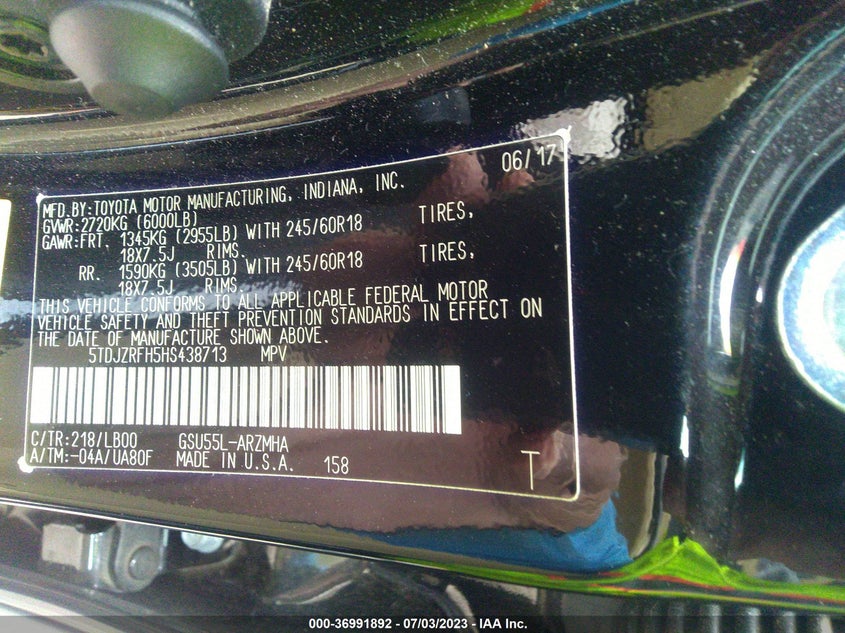 06/17
MFD.BY:TOYOTA MOTOR MANUFACTURING, INDIANA, INC.
GVWR:2720KG (6000LB)
GAWR:FRT. 1345KG (2955LB) WITH 245/60R18 TIRES,
18X7.5J RIMS.
RR. 1590KG (3505LB) WITH 245/60R18 TIRES,
18X7.5J RIMS.
THIS VEHICLE CONFORMS TO ALL APPLICABLE FEDERAL MOTOR
VEHICLE SAFETY AND THEFT PREVENTION STANDARDS IN EFFECT ON
THE DATE OF MANUFACTURE SHOWN ABOVE.
5TDJZRFH5HS438713 MPV
C/TR:218/LB00 GSU55L-ARZMHA
A/TM:-04A/UA80F MADE IN U.S.A. 158
T
000-36991892 - 07/03/2023 - IAA Inc.